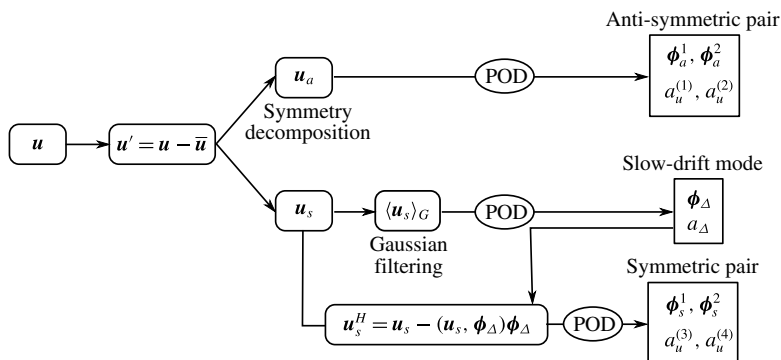 Anti-symmetric pair
ϕ_a^1, ϕ_a^2
a_u^{(1)}, a_u^{(2)}
u_a
POD
Symmetry
decomposition
u
u′ = u − ū
Slow-drift mode
u_s
⟨u_s⟩_G
POD
ϕ_Δ
a_Δ
Gaussian
filtering
Symmetric pair
u_s^H = u_s − (u_s, ϕ_Δ)ϕ_Δ
POD
ϕ_s^1, ϕ_s^2
a_u^{(3)}, a_u^{(4)}